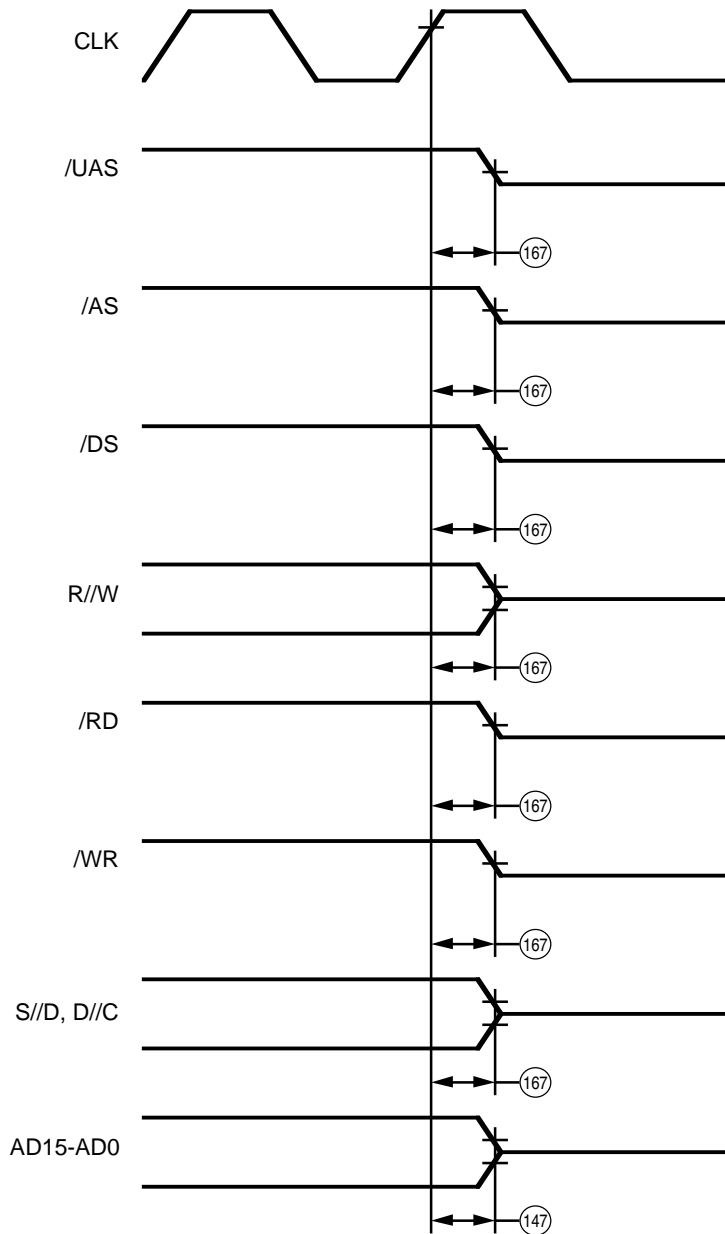 CLK
/UAS
167
/AS
167
/DS
167
R//W
167
/RD
167
/WR
167
S//D, D//C
167
AD15-AD0
147